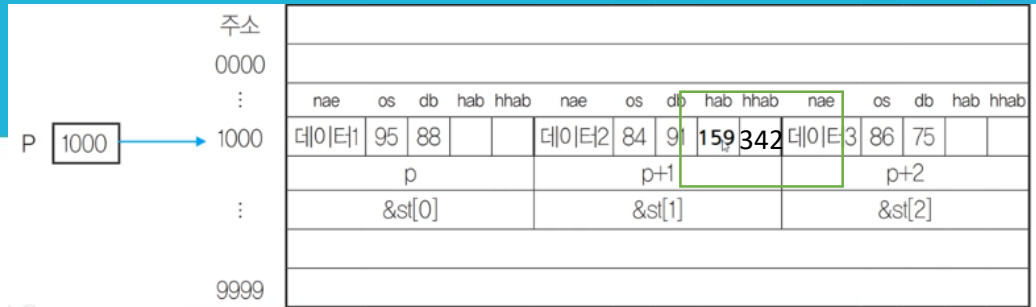 주소
0000
⋮ nae os db hab hhab nae os db hab hhab nae os db hab hhab
P 1000 1000 데이터1 95 88 데이터2 84 91 159 342 데이터3 86 75
p p+1 p+2
⋮ &st[0] &st[1] &st[2]
9999